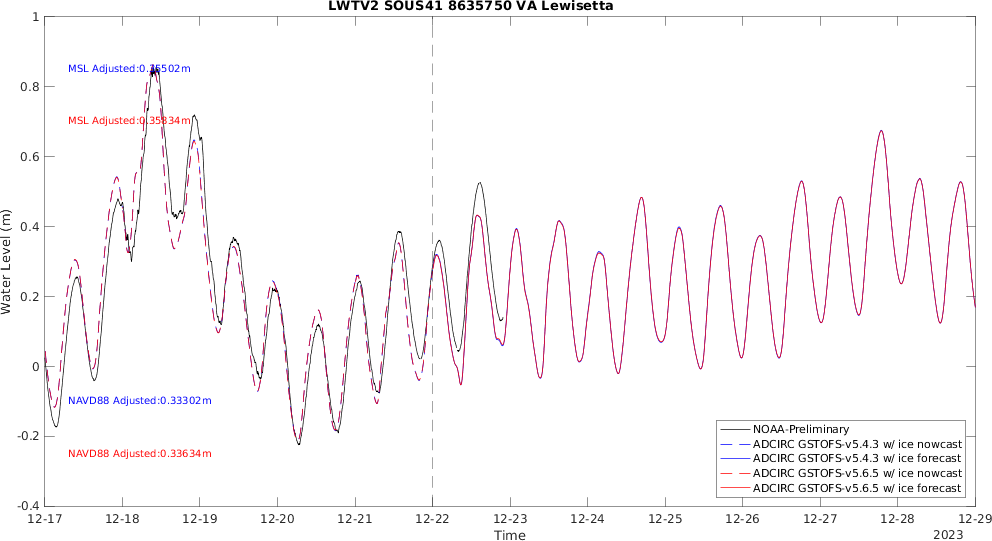 LWTV2 SOUS41 8635750 VA Lewisetta
1
0.8
0.6
0.4
0.2
0
-0.2
-0.4
Water Level (m)
MSL Adjusted:0.35502m
MSL Adjusted:0.35834m
NAVD88 Adjusted:0.33302m
NAVD88 Adjusted:0.33634m
NOAA-Preliminary
ADCIRC GSTOFS-v5.4.3 w/ ice nowcast
ADCIRC GSTOFS-v5.4.3 w/ ice forecast
ADCIRC GSTOFS-v5.6.5 w/ ice nowcast
ADCIRC GSTOFS-v5.6.5 w/ ice forecast
12-17 12-18 12-19 12-20 12-21 12-22 12-23 12-24 12-25 12-26 12-27 12-28 12-29
Time
2023